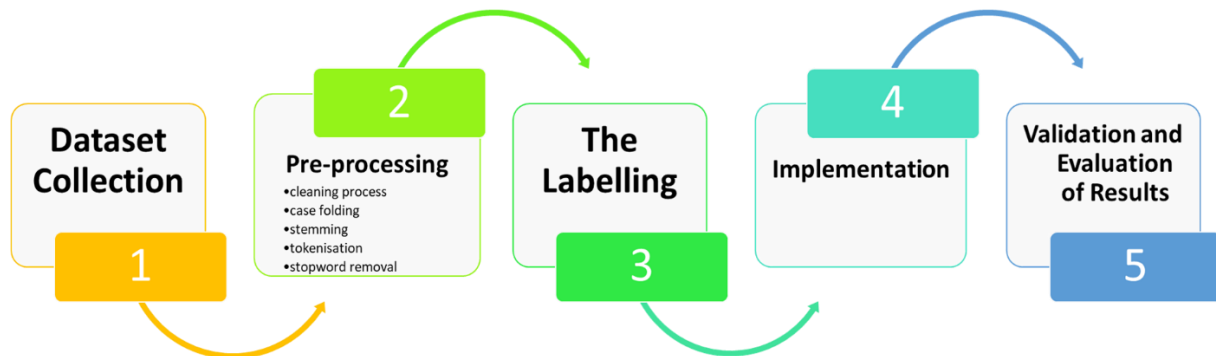 Dataset
Collection
1
2
Pre-processing
•cleaning process
•case folding
•stemming
•tokenisation
•stopword removal
The
Labelling
3
4
Implementation
Validation and
Evaluation
of Results
5